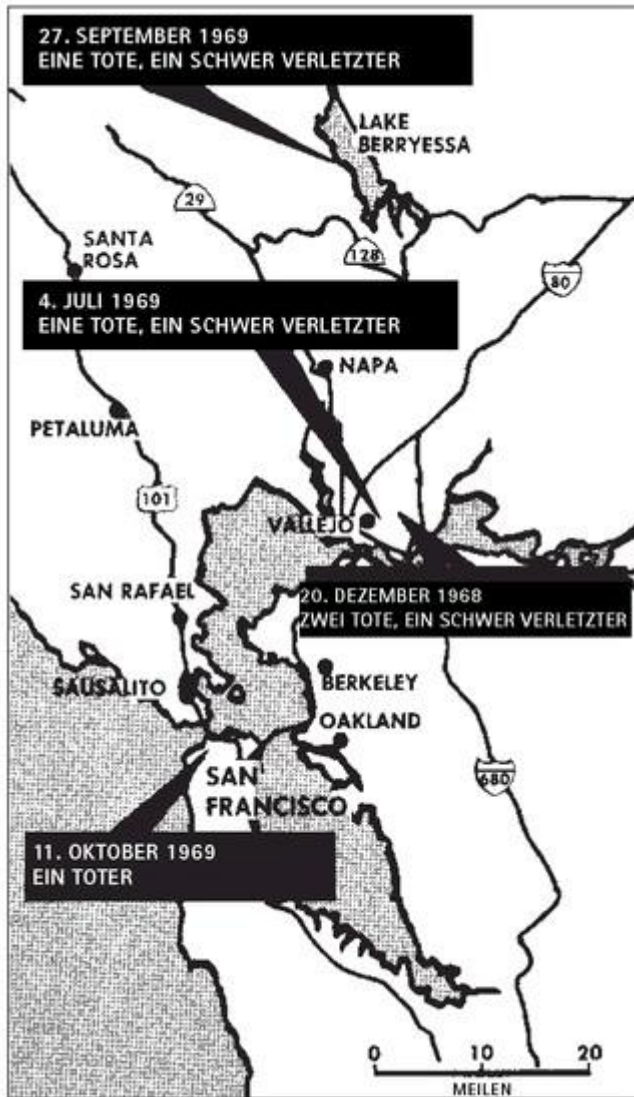 27. SEPTEMBER 1969
EINE TOTE, EIN SCHWER VERLETZTER
LAKE
BERRYESSA
29
SANTA
ROSA
128
80
4. JULI 1969
EINE TOTE, EIN SCHWER VERLETZTER
NAPA
PETALUMA
101
VALLEJO
SAN RAFAEL
20. DEZEMBER 1968
ZWEI TOTE, EIN SCHWER VERLETZTER
SAUSALITO
BERKELEY
OAKLAND
SAN
FRANCISCO
680
11. OKTOBER 1969
EIN TOTER
0 10 20
MEILEN